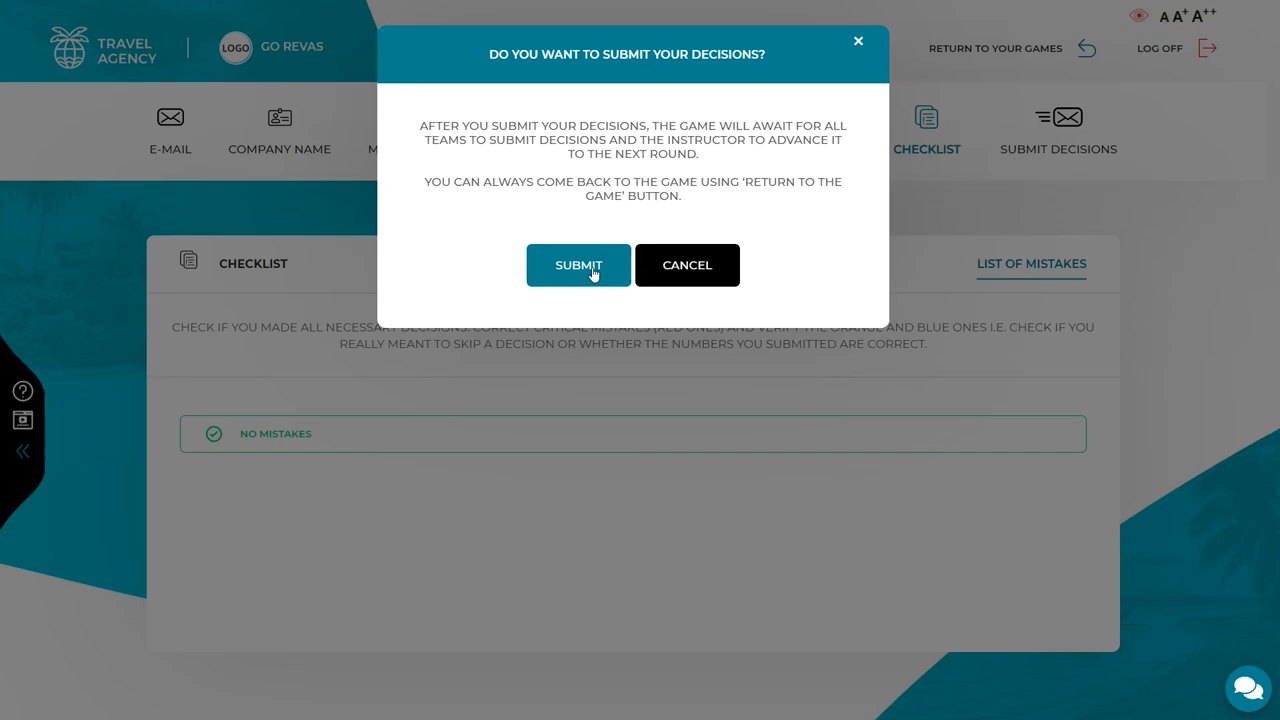 A A+ A++
TRAVEL
AGENCY
LOGO
GO REVAS
RETURN TO YOUR GAMES
LOG OFF
DO YOU WANT TO SUBMIT YOUR DECISIONS?
AFTER YOU SUBMIT YOUR DECISIONS, THE GAME WILL AWAIT FOR ALL
TEAMS TO SUBMIT DECISIONS AND THE INSTRUCTOR TO ADVANCE IT
TO THE NEXT ROUND.
YOU CAN ALWAYS COME BACK TO THE GAME USING ‘RETURN TO THE
GAME’ BUTTON.
SUBMIT
CANCEL
E-MAIL
COMPANY NAME
M
CHECKLIST
SUBMIT DECISIONS
CHECKLIST
LIST OF MISTAKES
CHECK IF YOU MADE ALL NECESSARY DECISIONS. CORRECT CRITICAL MISTAKES (RED ONES) AND VERIFY THE ORANGE AND BLUE ONES I.E. CHECK IF YOU
REALLY MEANT TO SKIP A DECISION OR WHETHER THE NUMBERS YOU SUBMITTED ARE CORRECT.
NO MISTAKES